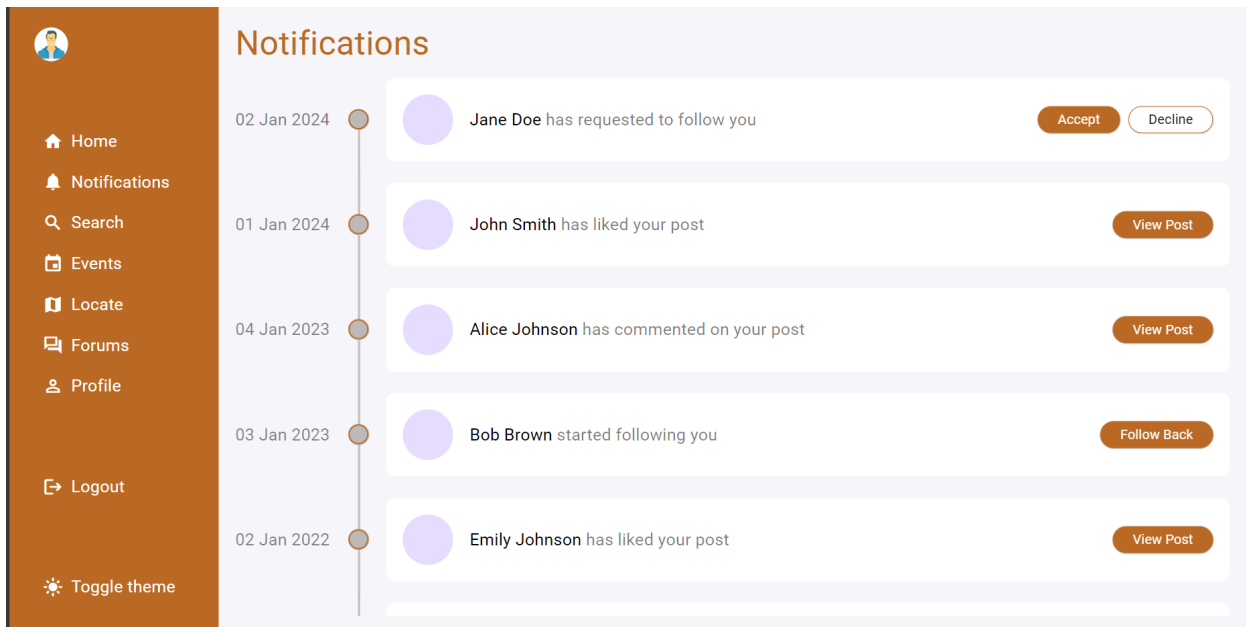 Notifications
Home
Notifications
Search
Events
Locate
Forums
Profile
Logout
Toggle theme
02 Jan 2024 Jane Doe has requested to follow you Accept Decline
01 Jan 2024 John Smith has liked your post View Post
04 Jan 2023 Alice Johnson has commented on your post View Post
03 Jan 2023 Bob Brown started following you Follow Back
02 Jan 2022 Emily Johnson has liked your post View Post